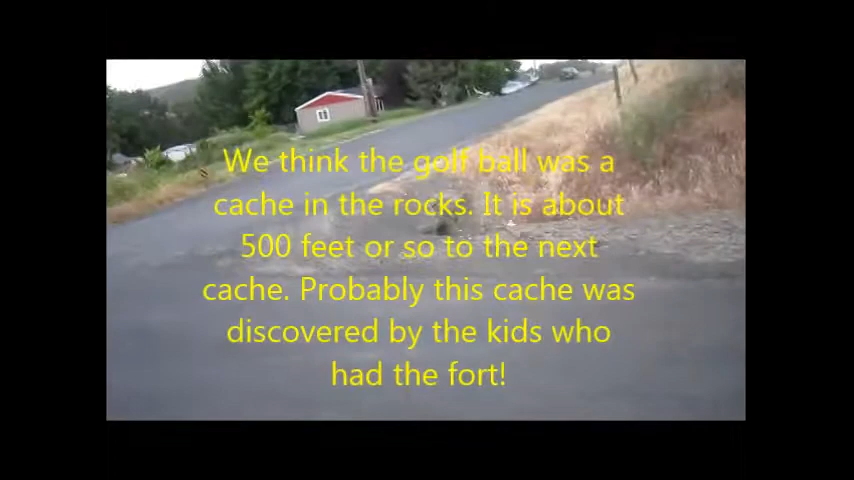 We think the golf ball was a
cache in the rocks. It is about
500 feet or so to the next
cache. Probably this cache was
discovered by the kids who
had the fort!